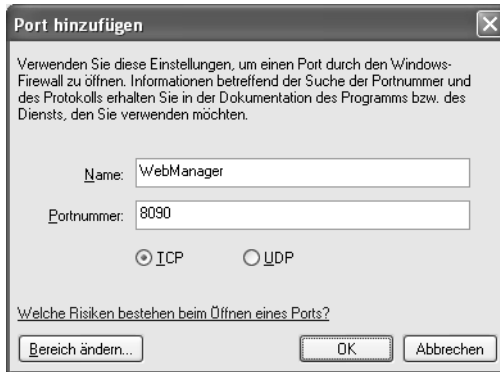 Port hinzufügen
Verwenden Sie diese Einstellungen, um einen Port durch den Windows-
Firewall zu öffnen. Informationen betreffend der Suche der Portnummer und
des Protokolls erhalten Sie in der Dokumentation des Programms bzw. des
Diensts, den Sie verwenden möchten.
Name: WebManager
Portnummer: 8090
TCP UDP
Welche Risiken bestehen beim Öffnen eines Ports?
Bereich ändern... OK Abbrechen